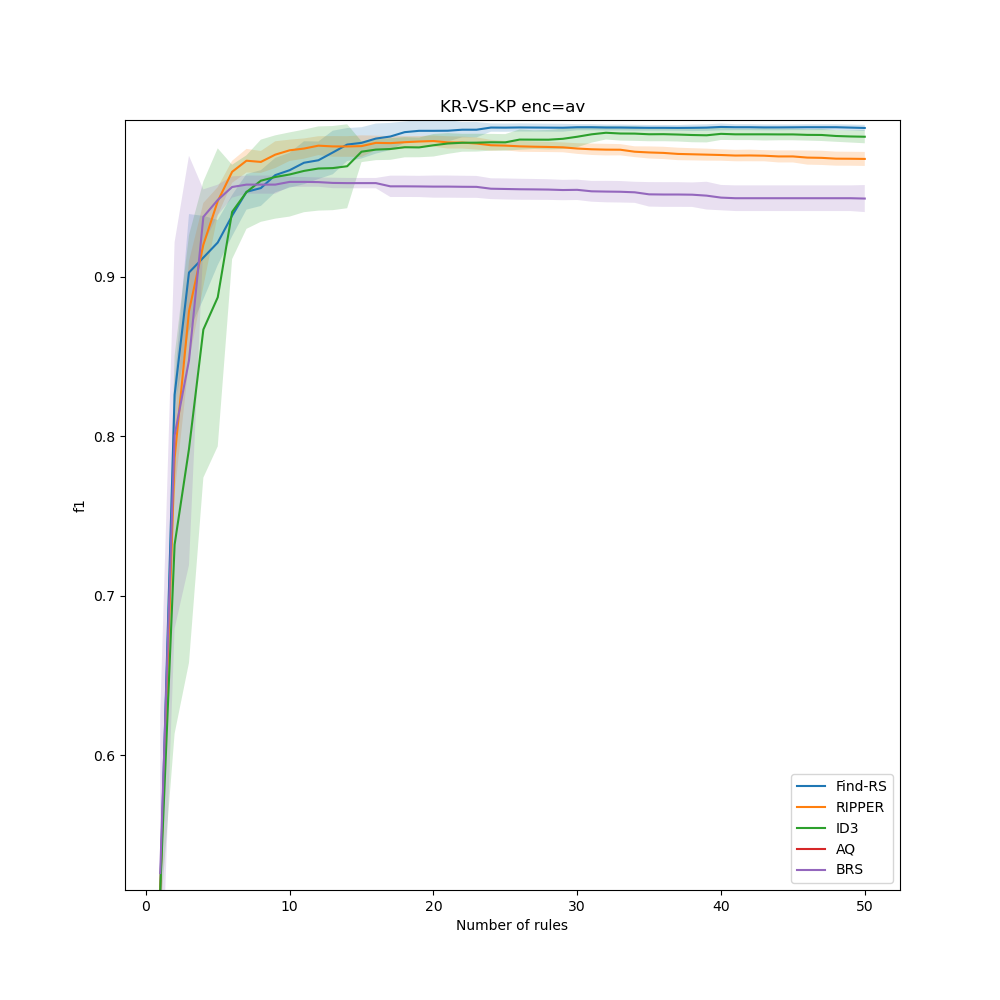 KR-VS-KP enc=av
f1
0.9
0.8
0.7
0.6
0 10 20 30 40 50
Number of rules
Find-RS
RIPPER
ID3
AQ
BRS